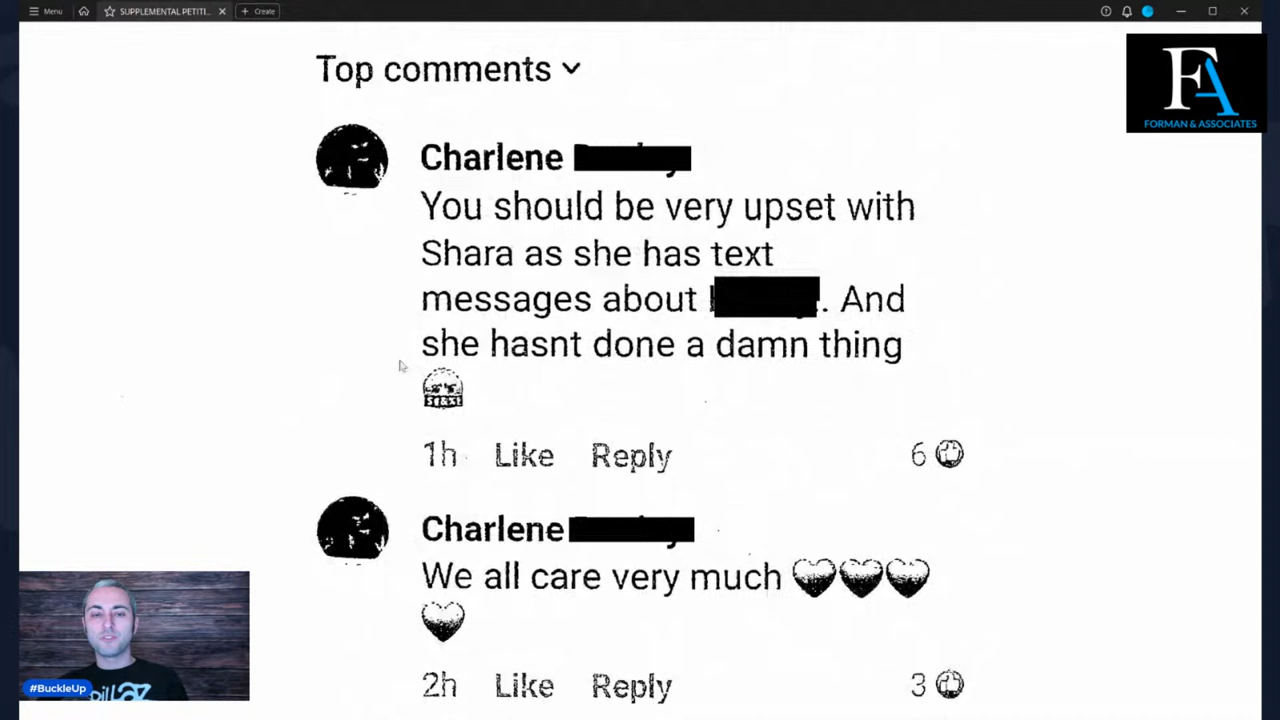 Menu
SUPPLEMENTAL PETITI...
Create
FA
FORMAN & ASSOCIATES
Top comments
Charlene
You should be very upset with
Shara as she has text
messages about . And
she hasnt done a damn thing
1h Like Reply 6
Charlene
We all care very much
2h Like Reply 3
#BuckleUp